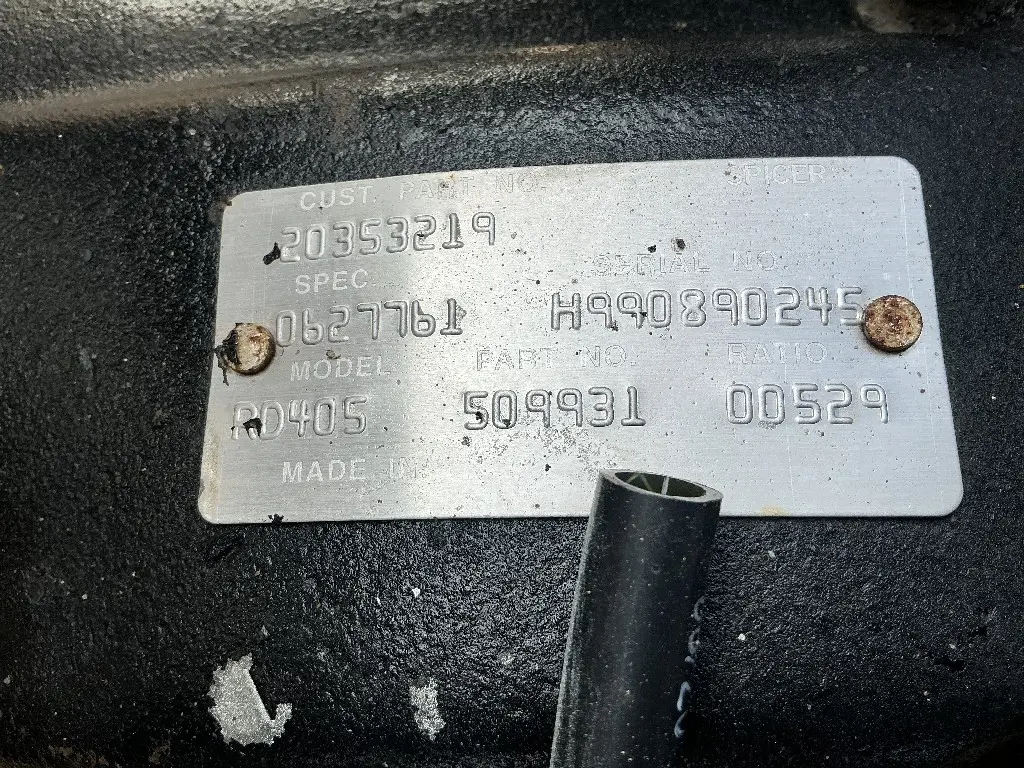 CUST. PART NO. SPICER
20353219
SPEC SERIAL NO.
0627761 H990890245
MODEL PART NO. RATIO
RD405 509931 00529
MADE IN